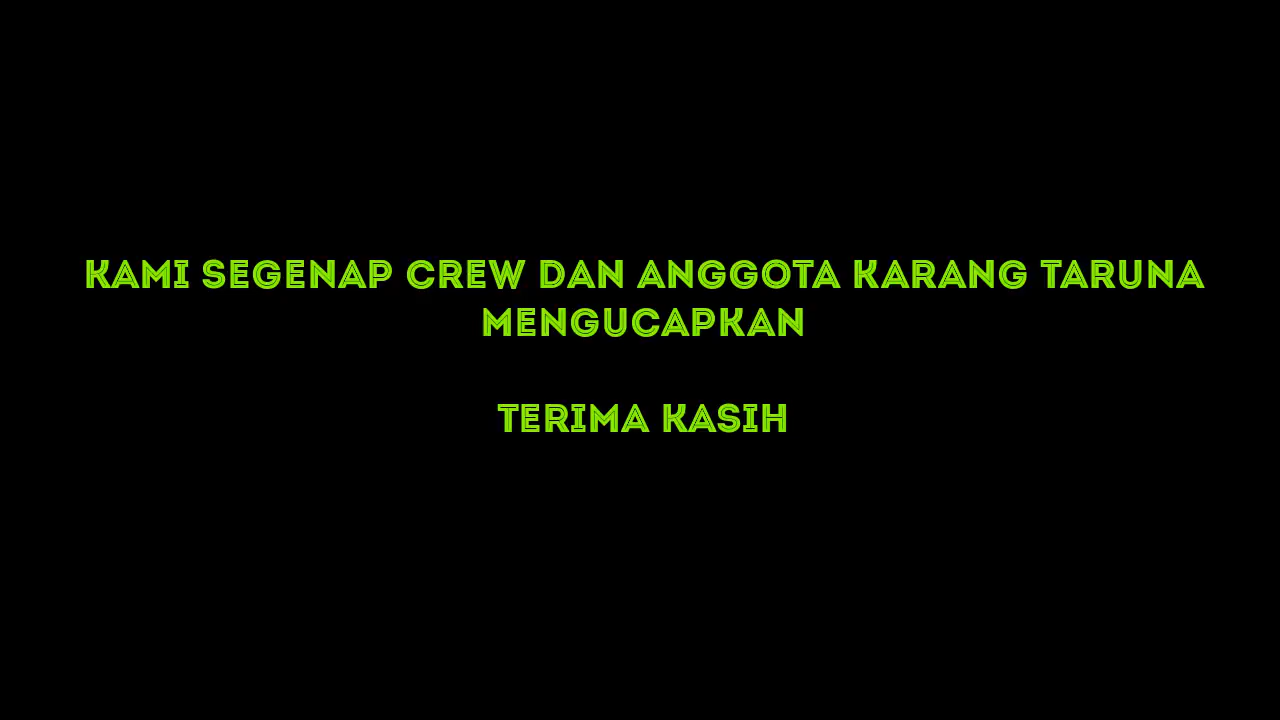 KAMI SEGENAP CREW DAN ANGGOTA KARANG TARUNA
MENGUCAPKAN
TERIMA KASIH